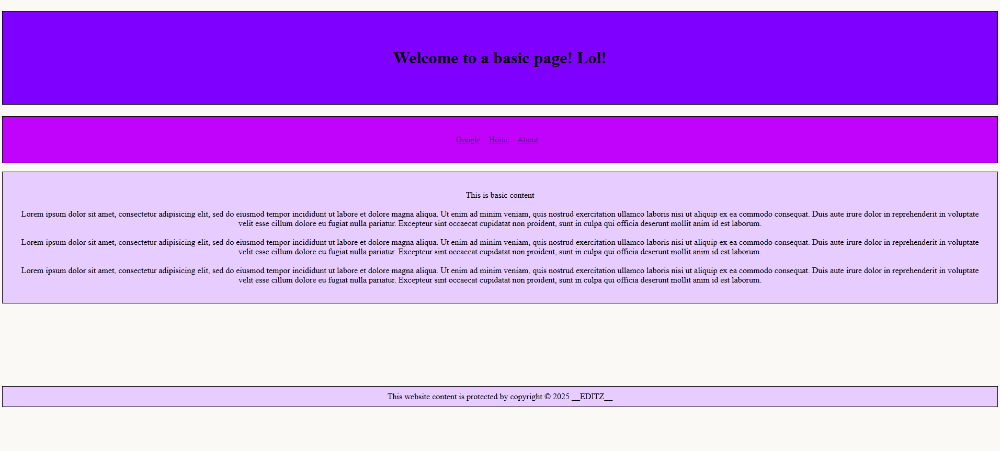 Welcome to a basic page! Lol!
Google Home About
This is basic content
Lorem ipsum dolor sit amet, consectetur adipisicing elit, sed do eiusmod tempor incididunt ut labore et dolore magna aliqua. Ut enim ad minim veniam, quis nostrud exercitation ullamco laboris nisi ut aliquip ex ea commodo consequat. Duis aute irure dolor in reprehenderit in voluptate
velit esse cillum dolore eu fugiat nulla pariatur. Excepteur sint occaecat cupidatat non proident, sunt in culpa qui officia deserunt mollit anim id est laborum.
Lorem ipsum dolor sit amet, consectetur adipisicing elit, sed do eiusmod tempor incididunt ut labore et dolore magna aliqua. Ut enim ad minim veniam, quis nostrud exercitation ullamco laboris nisi ut aliquip ex ea commodo consequat. Duis aute irure dolor in reprehenderit in voluptate
velit esse cillum dolore eu fugiat nulla pariatur. Excepteur sint occaecat cupidatat non proident, sunt in culpa qui officia deserunt mollit anim id est laborum.
Lorem ipsum dolor sit amet, consectetur adipisicing elit, sed do eiusmod tempor incididunt ut labore et dolore magna aliqua. Ut enim ad minim veniam, quis nostrud exercitation ullamco laboris nisi ut aliquip ex ea commodo consequat. Duis aute irure dolor in reprehenderit in voluptate
velit esse cillum dolore eu fugiat nulla pariatur. Excepteur sint occaecat cupidatat non proident, sunt in culpa qui officia deserunt mollit anim id est laborum.
This website content is protected by copyright © 2025 __EDITZ__